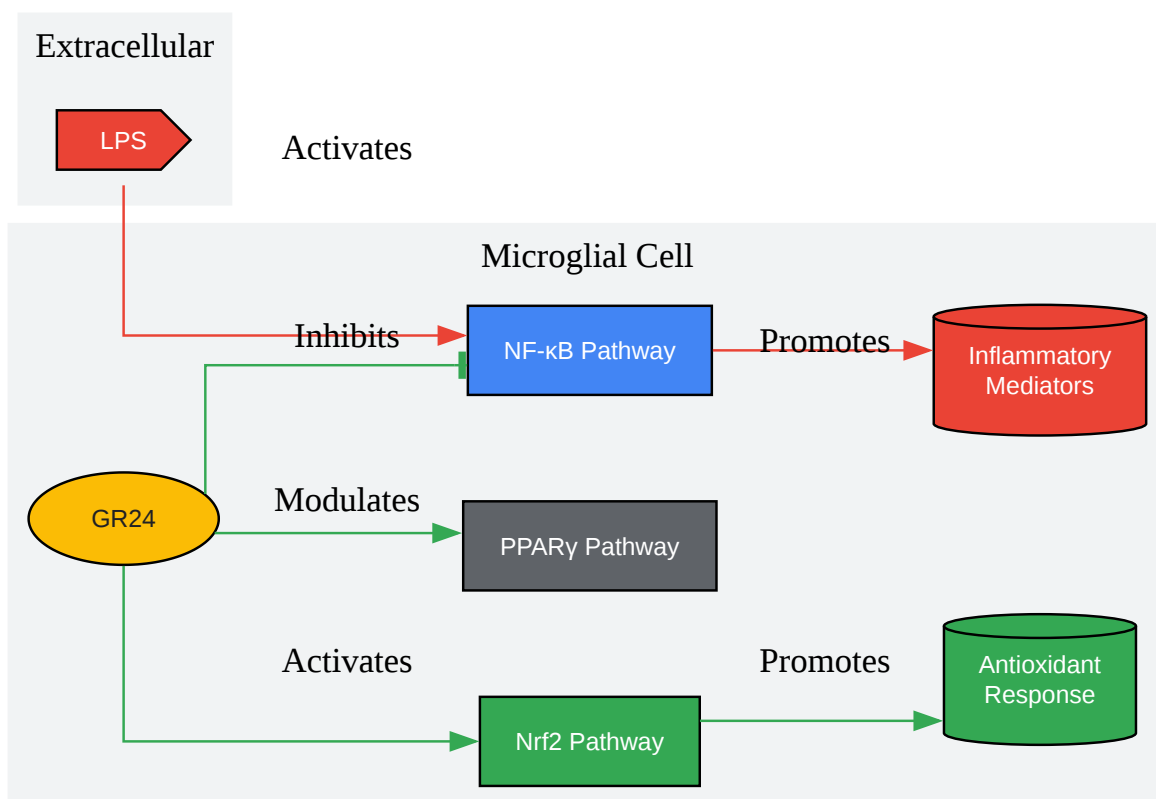 Extracellular
LPS
Activates
Microglial Cell
Inhibits
NF-κB Pathway
Promotes
Inflammatory
Mediators
GR24
Modulates
PPARγ Pathway
Activates
Nrf2 Pathway
Promotes
Antioxidant
Response